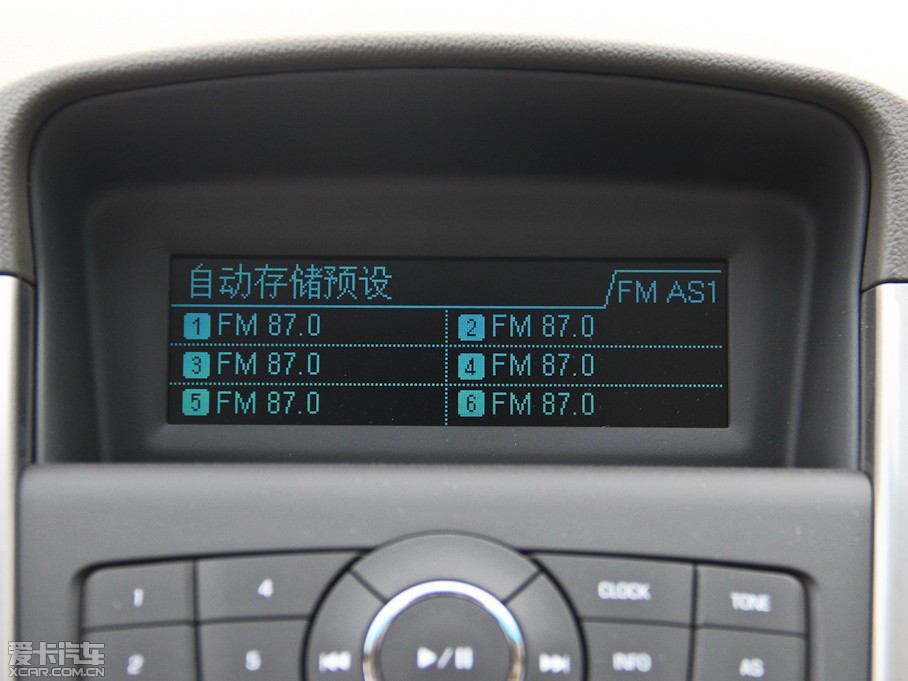 自动存储预设 FM AS1
1 FM 87.0 2 FM 87.0
3 FM 87.0 4 FM 87.0
5 FM 87.0 6 FM 87.0
1 4 CLOCK TONE
2 5 INFO AS
爱卡汽车
XCAR.COM.CN